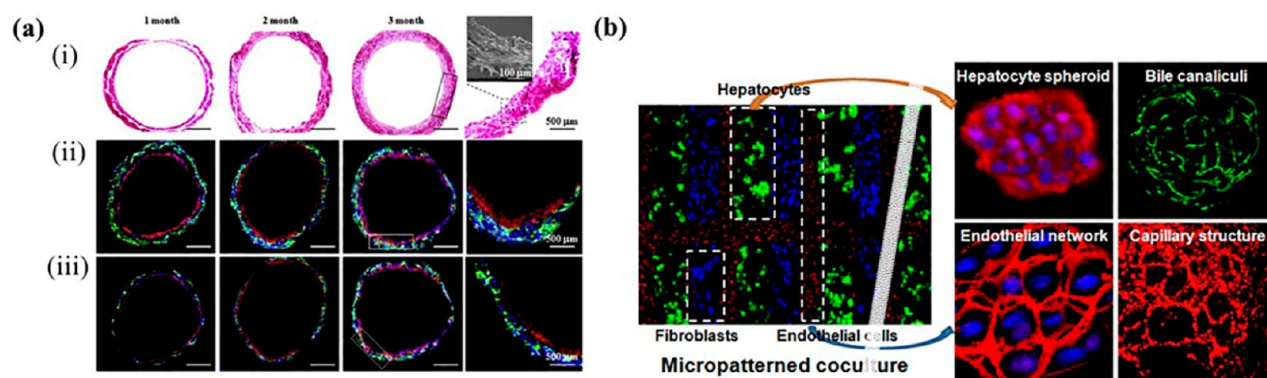 (a)
1 month
2 month
3 month
(i)
100 μm
500 μm
(ii)
500 μm
(iii)
500 μm
(b)
Hepatocytes
Fibroblasts
Endothelial cells
Micropatterned coculture
Hepatocyte spheroid
Bile canaliculi
Endothelial network
Capillary structure